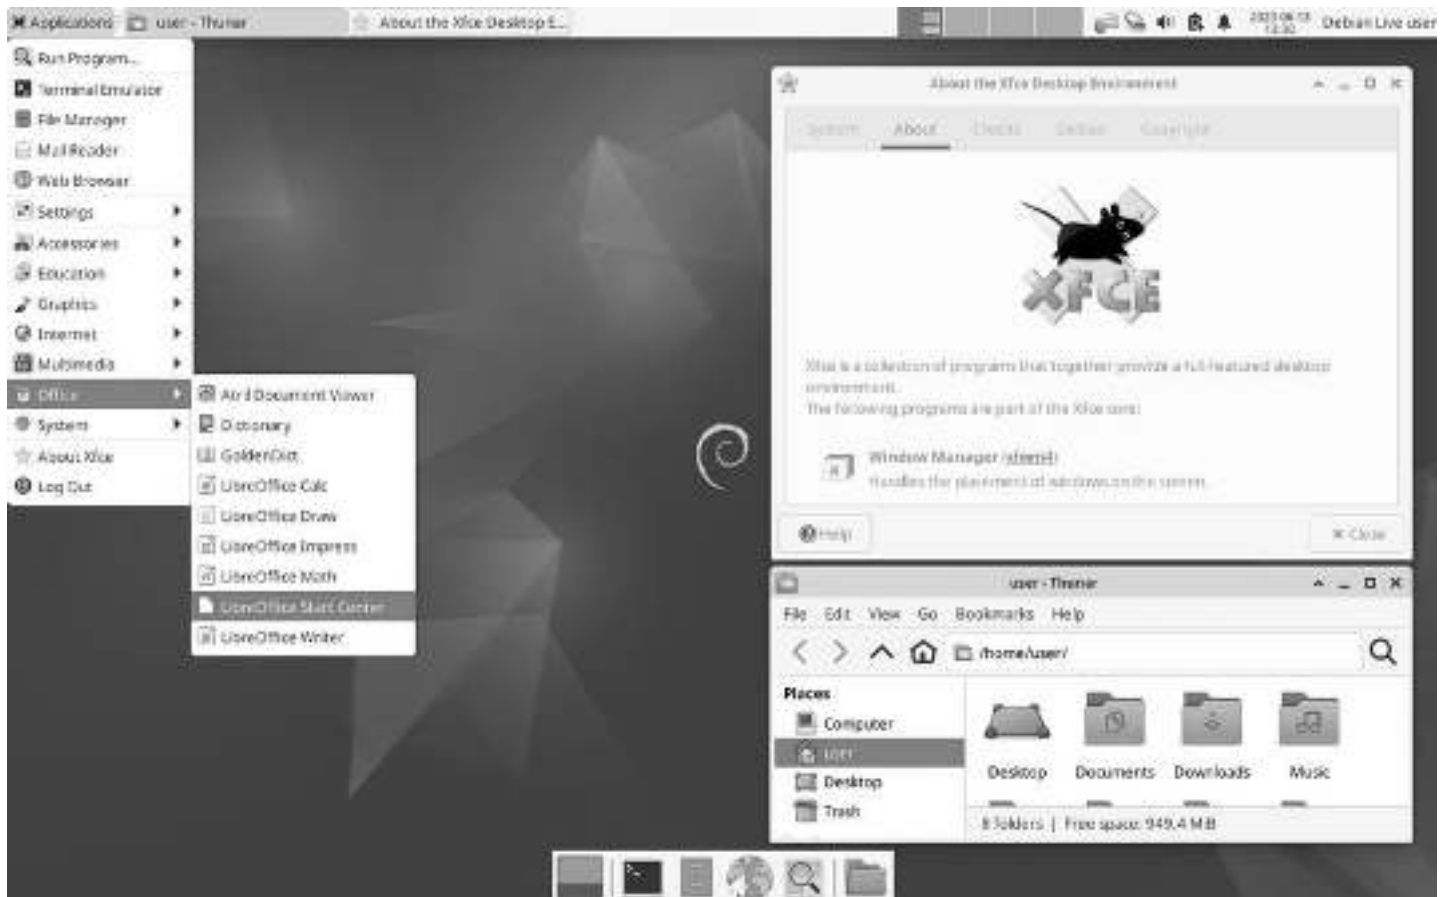 Applications
user - Thunar
About the Xfce Desktop E...
Debian Live user
Run Program...
Terminal Emulator
File Manager
Mail Reader
Web Browser
Settings
Accessories
Education
Graphics
Internet
Multimedia
Office
System
About Xfce
Log Out
Atril Document Viewer
Dictionary
GoldenDict
LibreOffice Calc
LibreOffice Draw
LibreOffice Impress
LibreOffice Math
LibreOffice Start Center
LibreOffice Writer
About the Xfce Desktop Environment
System About Credits Debian Copyright
XFCE
Xfce is a collection of programs that together provide a full-featured desktop
environment.
The following programs are part of the Xfce core:
Window Manager (xfwm4)
Handles the placement of windows on the screen.
Help
Close
user - Thunar
File Edit View Go Bookmarks Help
/home/user/
Places
Computer
user
Desktop
Trash
Desktop Documents Downloads Music
8 folders | Free space: 949.4 MiB